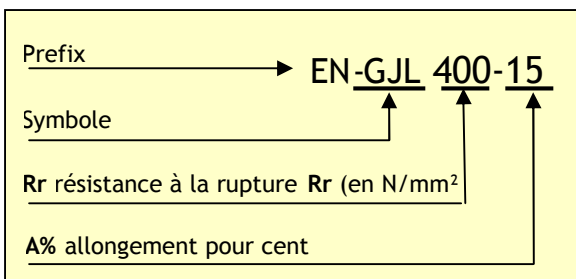 Prefix
EN-GJL 400-15
Symbole
Rr résistance à la rupture Rr (en N/mm²
A% allongement pour cent